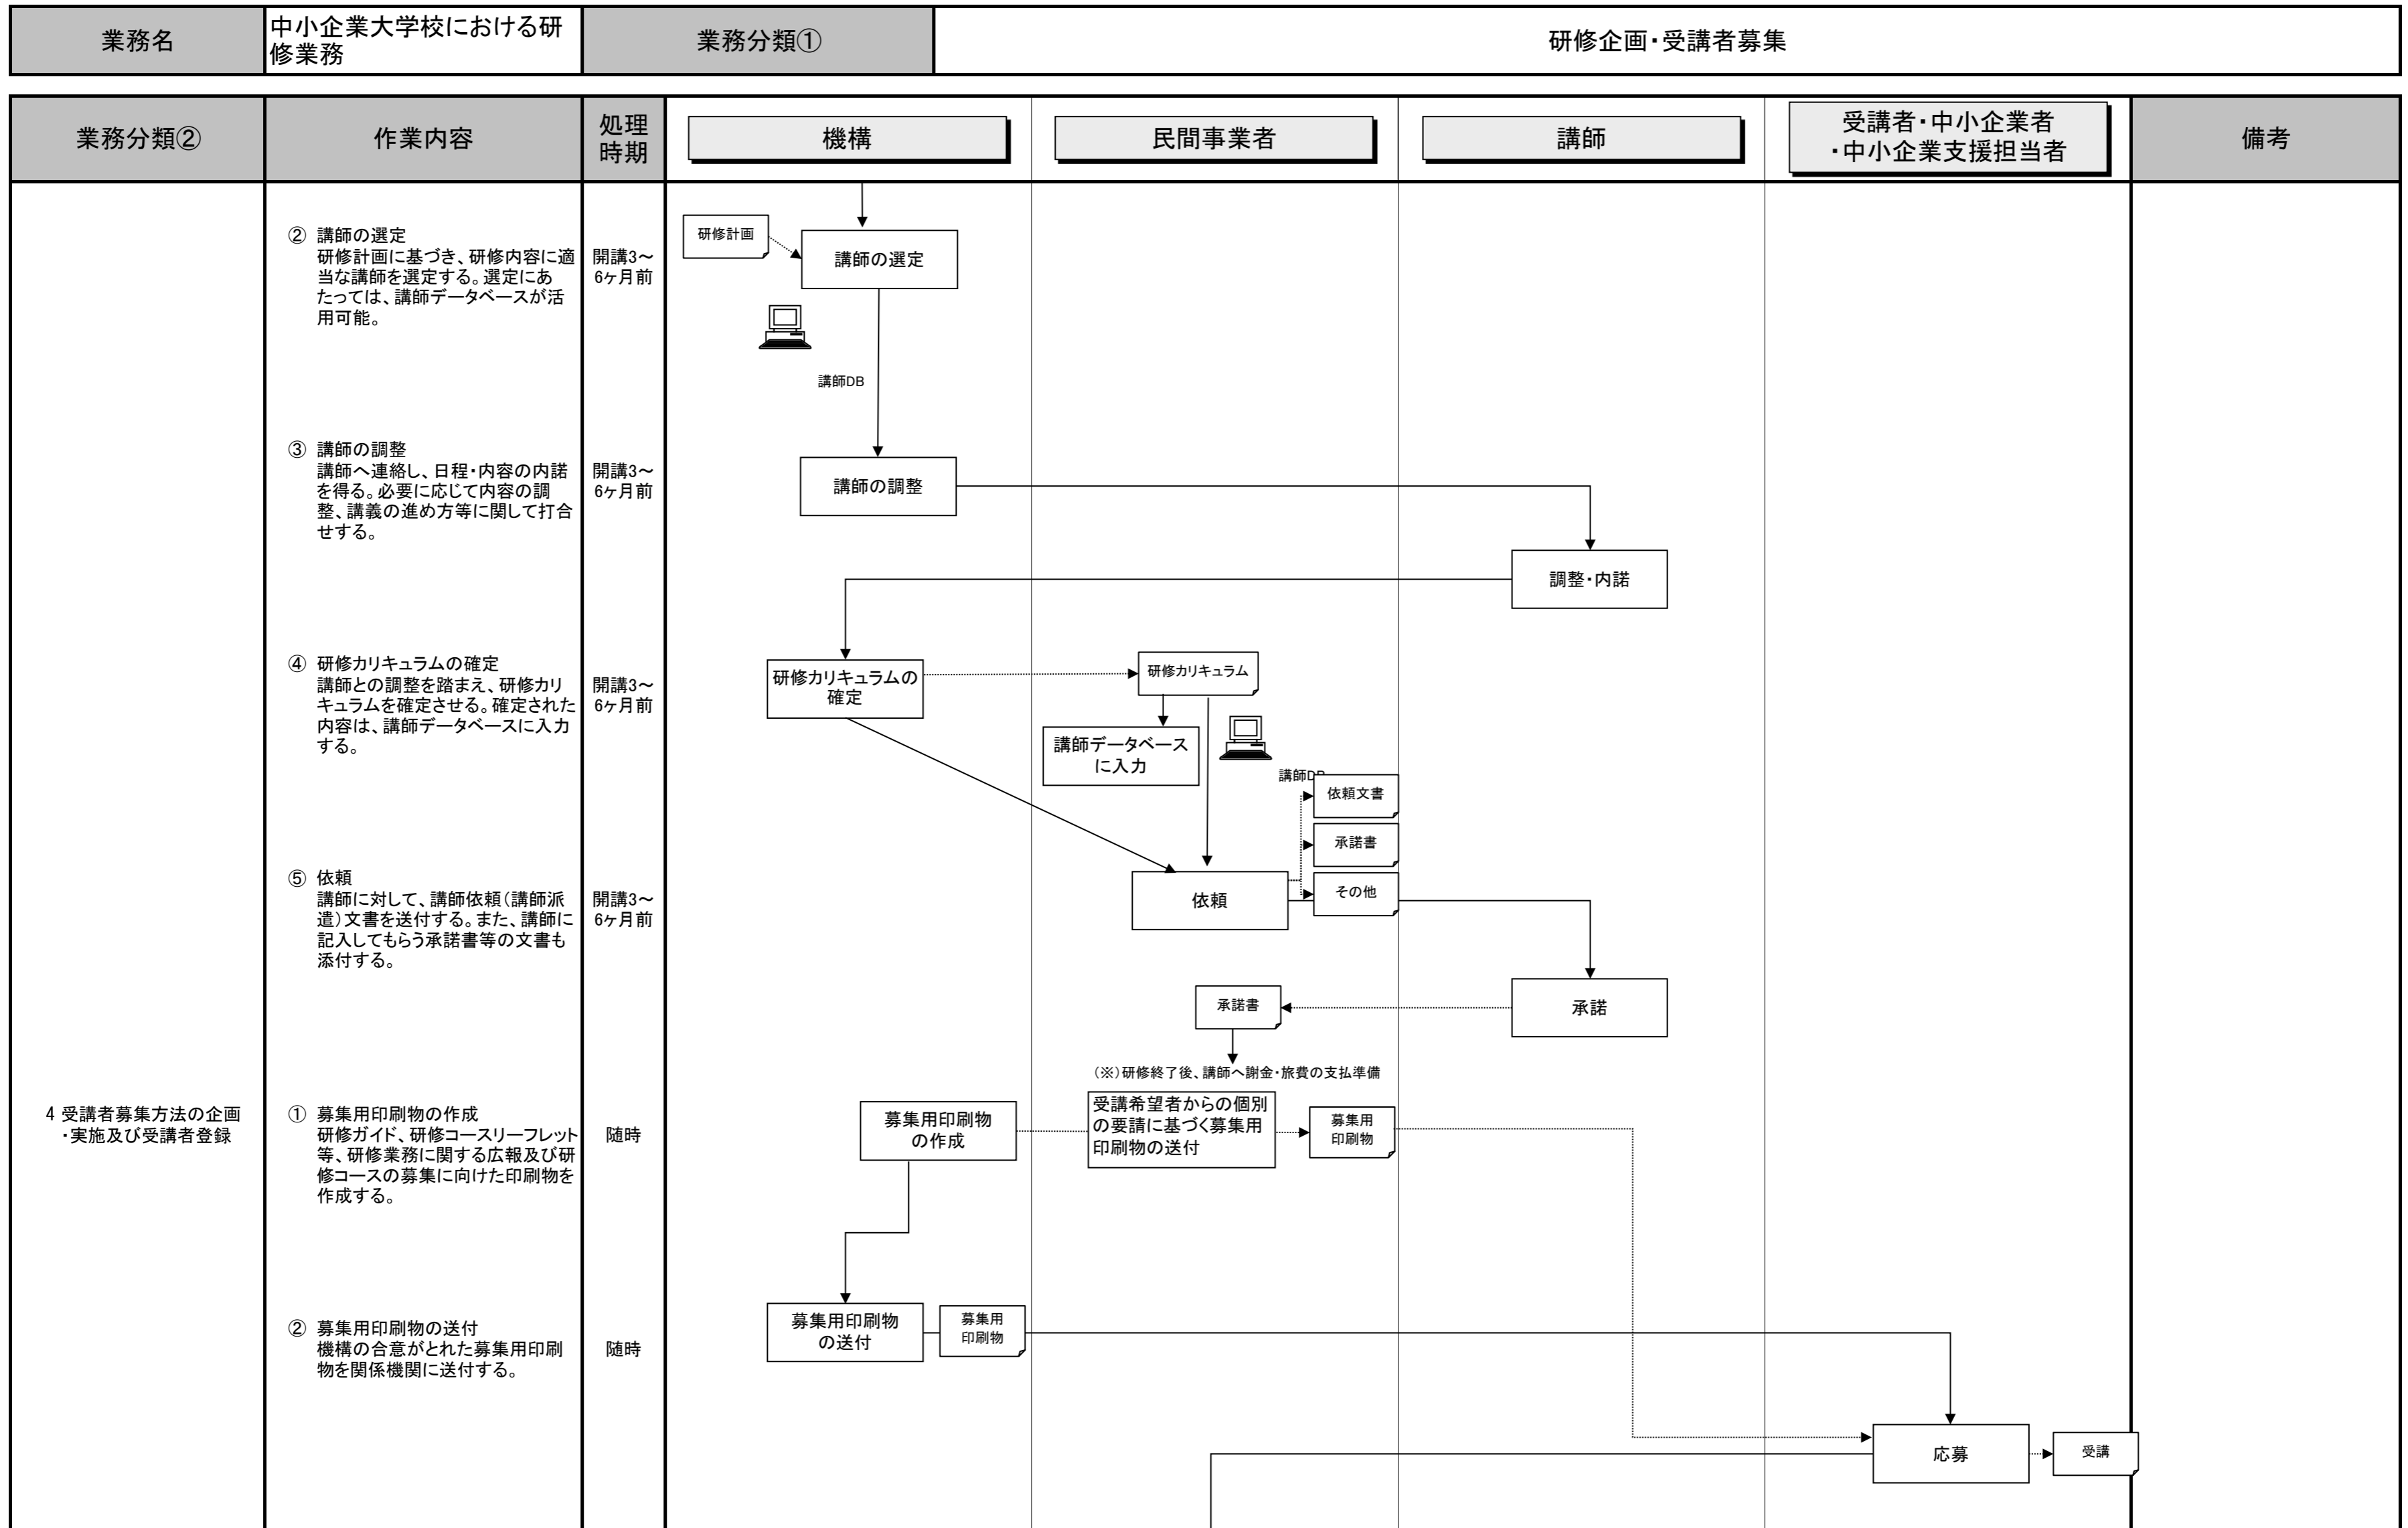 業務名
中小企業大学校における研
修業務
業務分類①
研修企画・受講者募集
業務分類②
作業内容
処理
時期
機構
民間事業者
講師
受講者・中小企業者
・中小企業支援担当者
備考
② 講師の選定
研修計画に基づき、研修内容に適
当な講師を選定する。選定にあ
たっては、講師データベースが活
用可能。
開講3～
6ヶ月前
研修計画
講師の選定
講師DB
③ 講師の調整
講師へ連絡し、日程・内容の内諾
を得る。必要に応じて内容の調
整、講義の進め方等に関して打合
せする。
開講3～
6ヶ月前
講師の調整
調整・内諾
④ 研修カリキュラムの確定
講師との調整を踏まえ、研修カリ
キュラムを確定させる。確定された
内容は、講師データベースに入力
する。
開講3～
6ヶ月前
研修カリキュラムの
確定
研修カリキュラム
講師データベース
に入力
講師DB
依頼文書
承諾書
その他
⑤ 依頼
講師に対して、講師依頼（講師派
遣）文書を送付する。また、講師に
記入してもらう承諾書等の文書も
添付する。
開講3～
6ヶ月前
依頼
承諾書
承諾
（※）研修終了後、講師へ謝金・旅費の支払準備
4 受講者募集方法の企画
・実施及び受講者登録
① 募集用印刷物の作成
研修ガイド、研修コースリーフレット
等、研修業務に関する広報及び研
修コースの募集に向けた印刷物を
作成する。
随時
募集用印刷物
の作成
受講希望者からの個別
の要請に基づく募集用
印刷物の送付
募集用
印刷物
② 募集用印刷物の送付
機構の合意がとれた募集用印刷
物を関係機関に送付する。
随時
募集用印刷物
の送付
募集用
印刷物
応募
受講